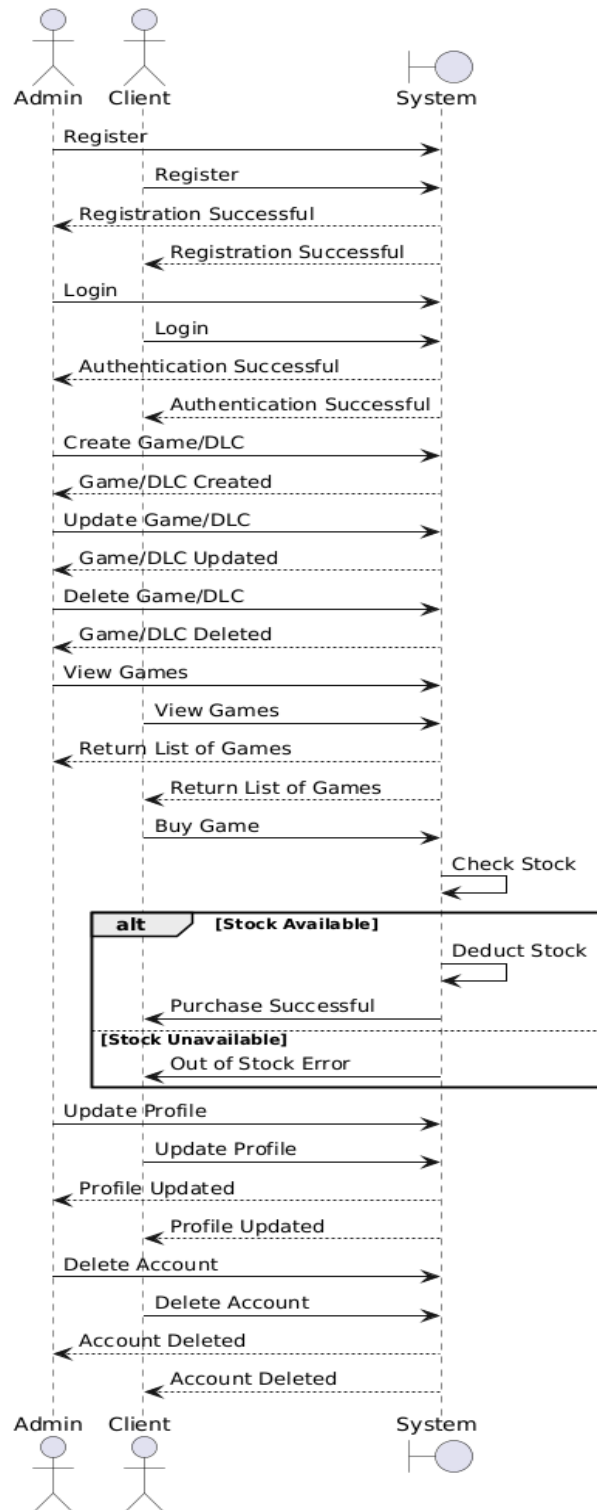 Admin Client System
Register
Register
Registration Successful
Registration Successful
Login
Login
Authentication Successful
Authentication Successful
Create Game/DLC
Game/DLC Created
Update Game/DLC
Game/DLC Updated
Delete Game/DLC
Game/DLC Deleted
View Games
View Games
Return List of Games
Return List of Games
Buy Game
Check Stock
alt [Stock Available]
Deduct Stock
Purchase Successful
[Stock Unavailable]
Out of Stock Error
Update Profile
Update Profile
Profile Updated
Profile Updated
Delete Account
Delete Account
Account Deleted
Account Deleted
Admin Client System